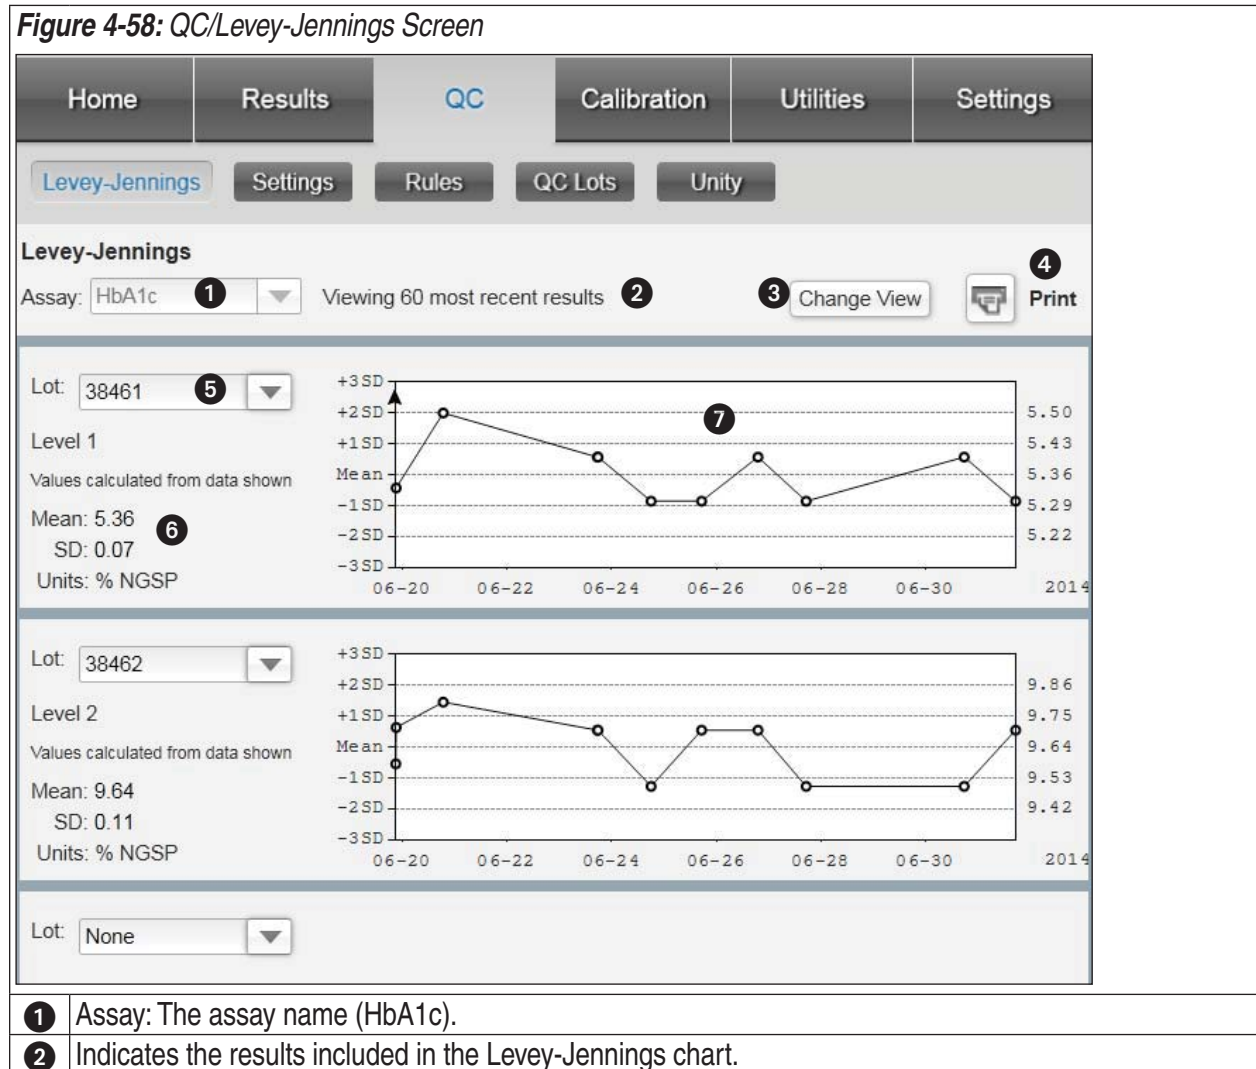 Figure 4-58: QC/Levey-Jennings Screen
Home Results QC Calibration Utilities Settings
Levey-Jennings Settings Rules QC Lots Unity
Levey-Jennings
4
Assay: HbA1c 1 Viewing 60 most recent results 2 3 Change View Print
Lot: 38461 5
Level 1
Values calculated from data shown
Mean: 5.36
6
SD: 0.07
Units: % NGSP
+3SD
7
+2SD 5.50
+1SD 5.43
Mean 5.36
-1SD 5.29
-2SD 5.22
-3SD
06-20 06-22 06-24 06-26 06-28 06-30 2014
Lot: 38462
Level 2
Values calculated from data shown
Mean: 9.64
SD: 0.11
Units: % NGSP
+3SD
+2SD 9.86
+1SD 9.75
Mean 9.64
-1SD 9.53
-2SD 9.42
-3SD
06-20 06-22 06-24 06-26 06-28 06-30 2014
Lot: None
1 Assay: The assay name (HbA1c).
2 Indicates the results included in the Levey-Jennings chart.